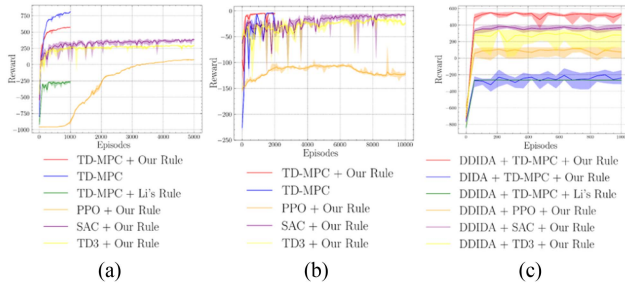 1000
750
500
250
0
-250
-500
-750
-1000
Reward
0
1000
2000
3000
4000
5000
Episodes
TD-MPC + Our Rule
TD-MPC
TD-MPC + Li's Rule
PPO + Our Rule
SAC + Our Rule
TD3 + Our Rule
(a)
0
-50
-100
-150
-200
-250
Reward
0
2000
4000
6000
8000
10000
Episodes
TD-MPC + Our Rule
TD-MPC
PPO + Our Rule
SAC + Our Rule
TD3 + Our Rule
(b)
600
400
200
0
-200
-400
-600
-800
Reward
0
200
400
600
800
1000
Episodes
DDIDA + TD-MPC + Our Rule
DIDA + TD-MPC + Our Rule
DDIDA + TD-MPC + Li's Rule
DDIDA + PPO + Our Rule
DDIDA + SAC + Our Rule
DDIDA + TD3 + Our Rule
(c)